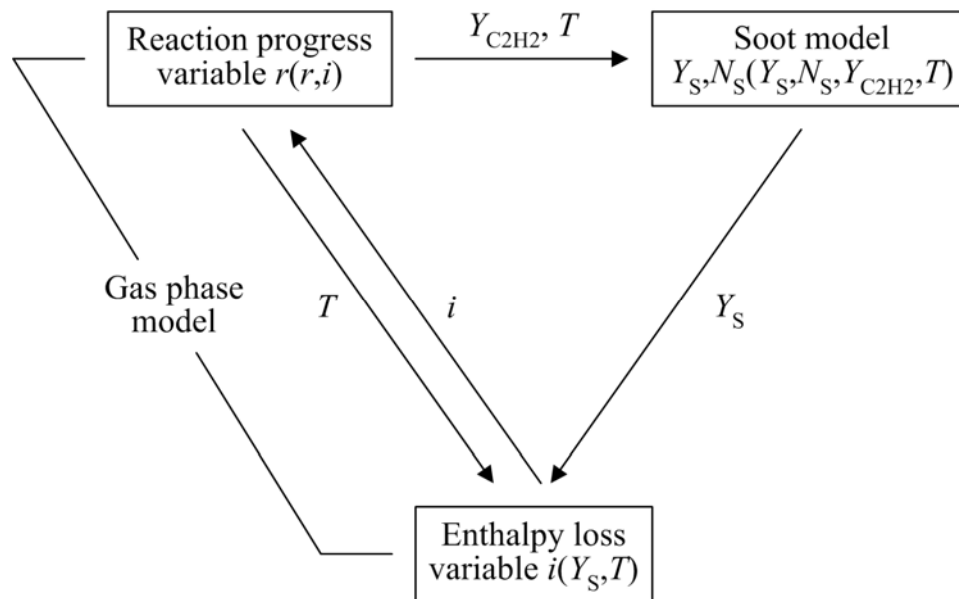 Reaction progress
variable r(r,i)
Y_C2H2, T
Soot model
Y_S,N_S(Y_S,N_S,Y_C2H2,T)
Gas phase
model
T
i
Y_S
Enthalpy loss
variable i(Y_S,T)